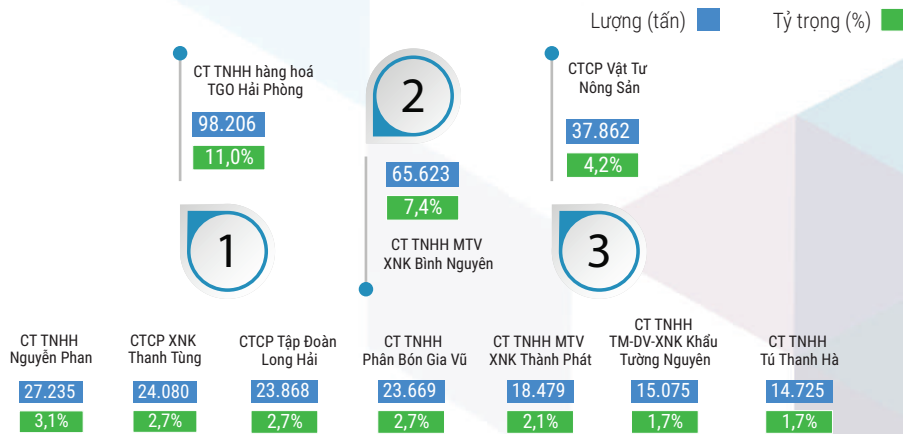 Lượng (tấn)
Tỷ trọng (%)
CT TNHH hàng hoá
TGO Hải Phòng
98.206
11,0%
1
2
65.623
7,4%
CT TNHH MTV
XNK Bình Nguyên
CTCP Vật Tư
Nông Sản
37.862
4,2%
3
CT TNHH
Nguyễn Phan
27.235
3,1%
CTCP XNK
Thanh Tùng
24.080
2,7%
CTCP Tập Đoàn
Long Hải
23.868
2,7%
CT TNHH
Phân Bón Gia Vũ
23.669
2,7%
CT TNHH MTV
XNK Thành Phát
18.479
2,1%
CT TNHH
TM-DV-XNK Khẩu
Tường Nguyên
15.075
1,7%
CT TNHH
Tú Thanh Hà
14.725
1,7%